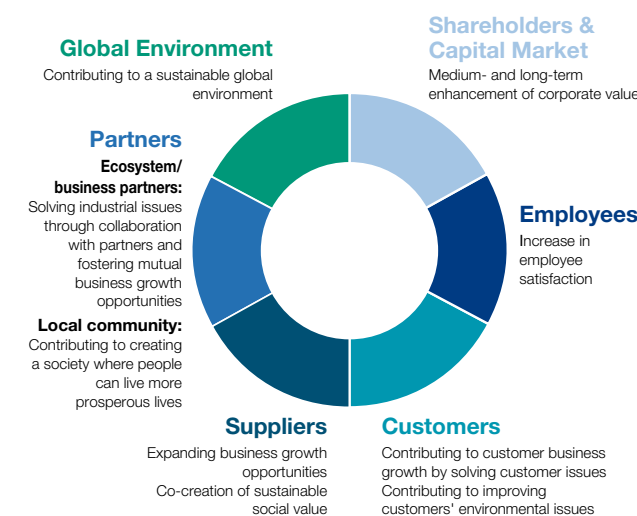 Global Environment
Contributing to a sustainable global
environment
Shareholders &
Capital Market
Medium- and long-term
enhancement of corporate value
Partners
Ecosystem/
business partners:
Solving industrial issues
through collaboration
with partners and
fostering mutual
business growth
opportunities
Local community:
Contributing to creating
a society where people
can live more
prosperous lives
Employees
Increase in
employee
satisfaction
Suppliers
Expanding business growth
opportunities
Co-creation of sustainable
social value
Customers
Contributing to customer business
growth by solving customer issues
Contributing to improving
customers' environmental issues